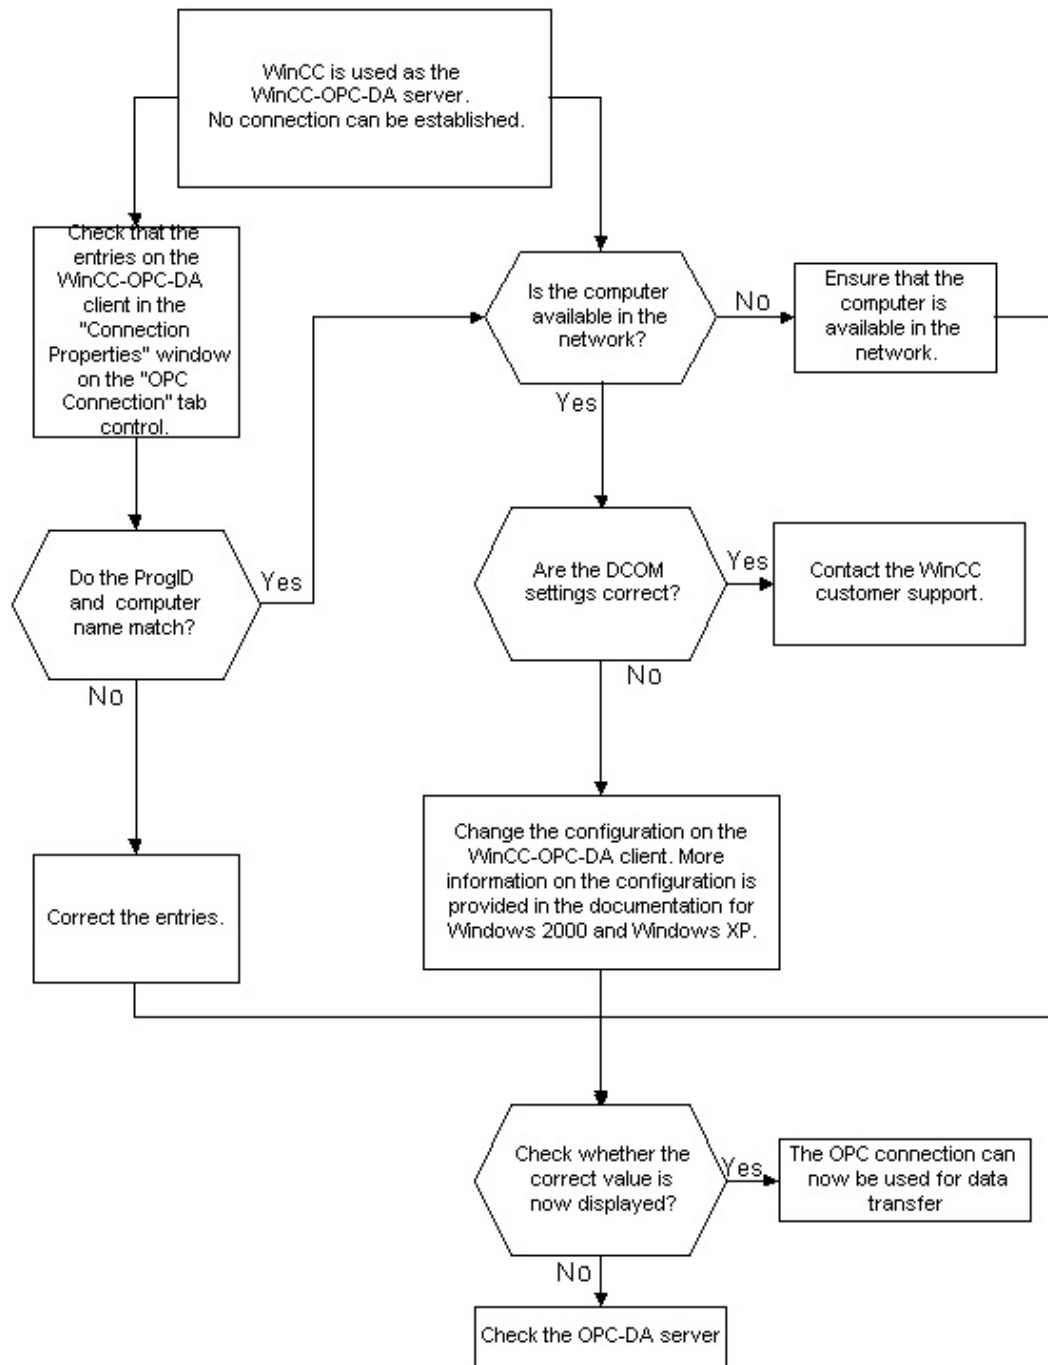 WinCC is used as the
WinCC-OPC-DA server.
No connection can be established.
Check that the
entries on the
WinCC-OPC-DA
client in the
"Connection
Properties" window
on the "OPC
Connection" tab
control.
Is the computer
available in the
network?
No
Ensure that the
computer is
available in the
network.
Yes
Do the ProgID
and computer
name match?
Yes
No
Are the DCOM
settings correct?
Yes
Contact the WinCC
customer support.
No
Correct the entries.
Change the configuration on the
WinCC-OPC-DA client. More
information on the configuration is
provided in the documentation for
Windows 2000 and Windows XP.
Check whether the
correct value is
now displayed?
Yes
The OPC connection can
now be used for data
transfer
No
Check the OPC-DA server